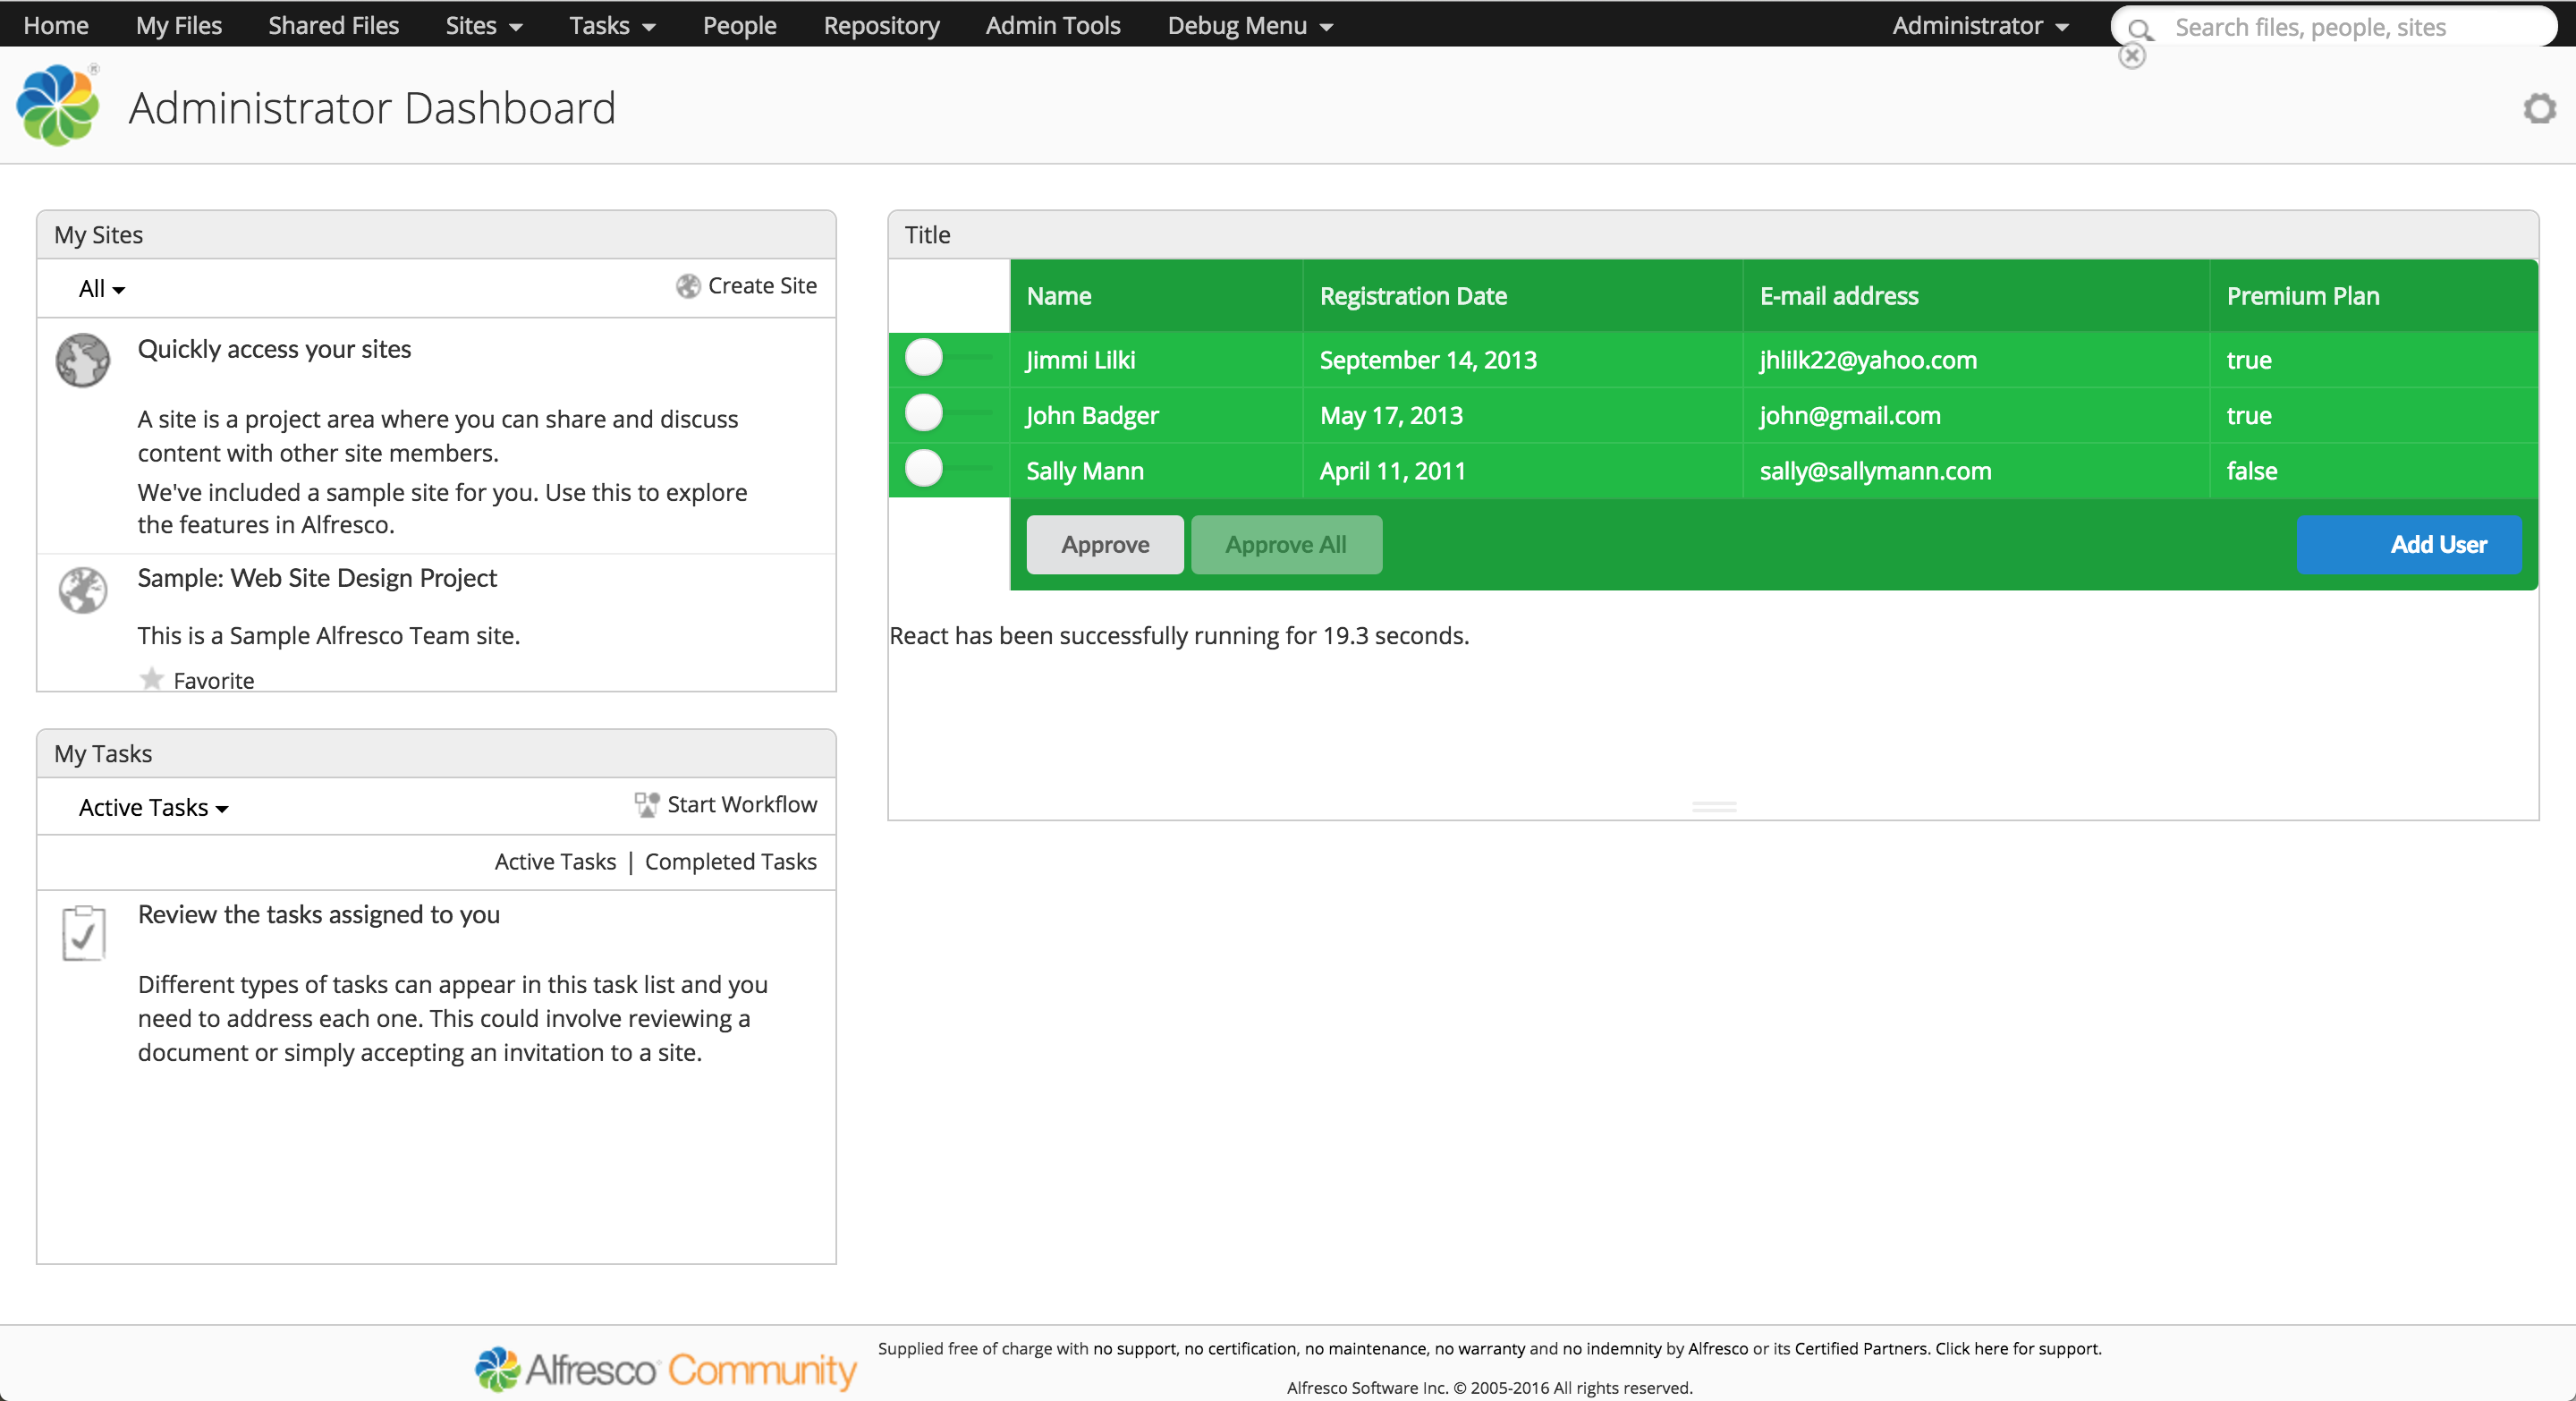 Home My Files Shared Files Sites Tasks People Repository Admin Tools Debug Menu Administrator Search files, people, sites
Administrator Dashboard
My Sites
All Create Site
Quickly access your sites
A site is a project area where you can share and discuss
content with other site members.
We've included a sample site for you. Use this to explore
the features in Alfresco.
Sample: Web Site Design Project
This is a Sample Alfresco Team site.
Favorite
My Tasks
Active Tasks Start Workflow
Active Tasks | Completed Tasks
Review the tasks assigned to you
Different types of tasks can appear in this task list and you
need to address each one. This could involve reviewing a
document or simply accepting an invitation to a site.
Title
Name Registration Date E-mail address Premium Plan
Jimmi Lilki September 14, 2013 jhlilk22@yahoo.com true
John Badger May 17, 2013 john@gmail.com true
Sally Mann April 11, 2011 sally@sallymann.com false
Approve Approve All Add User
React has been successfully running for 19.3 seconds.
Alfresco Community
Supplied free of charge with no support, no certification, no maintenance, no warranty and no indemnity by Alfresco or its Certified Partners. Click here for support.
Alfresco Software Inc. © 2005-2016 All rights reserved.